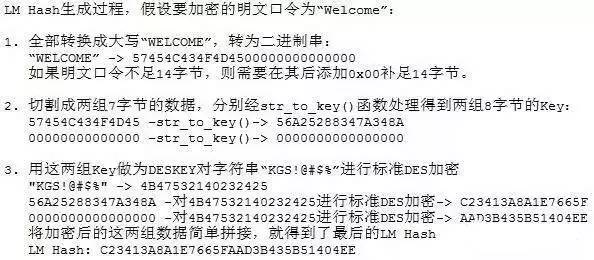 LM Hash生成过程，假设要加密的明文口令为“Welcome”：
1. 全部转换成大写“WELCOME”，转为二进制串：
“WELCOME” -> 57454C434F4D4500000000000000
如果明文口令不足14字节，则需要在其后添加0x00补足14字节。
2. 切割成两组7字节的数据，分别经str_to_key()函数处理得到两组8字节的Key：
57454C434F4D45 -str_to_key()-> 56A25288347A348A
00000000000000 -str_to_key()-> 0000000000000000
3. 用这两组Key做为DESKEY对字符串“KGS!@#$%”进行标准DES加密
"KGS!@#$%" -> 4B47532140232425
56A25288347A348A -对4B47532140232425进行标准DES加密-> C23413A8A1E7665F
0000000000000000 -对4B47532140232425进行标准DES加密-> AAD3B435B51404EE
将加密后的这两组数据简单拼接，就得到了最后的LM Hash
LM Hash: C23413A8A1E7665FAAD3B435B51404EE